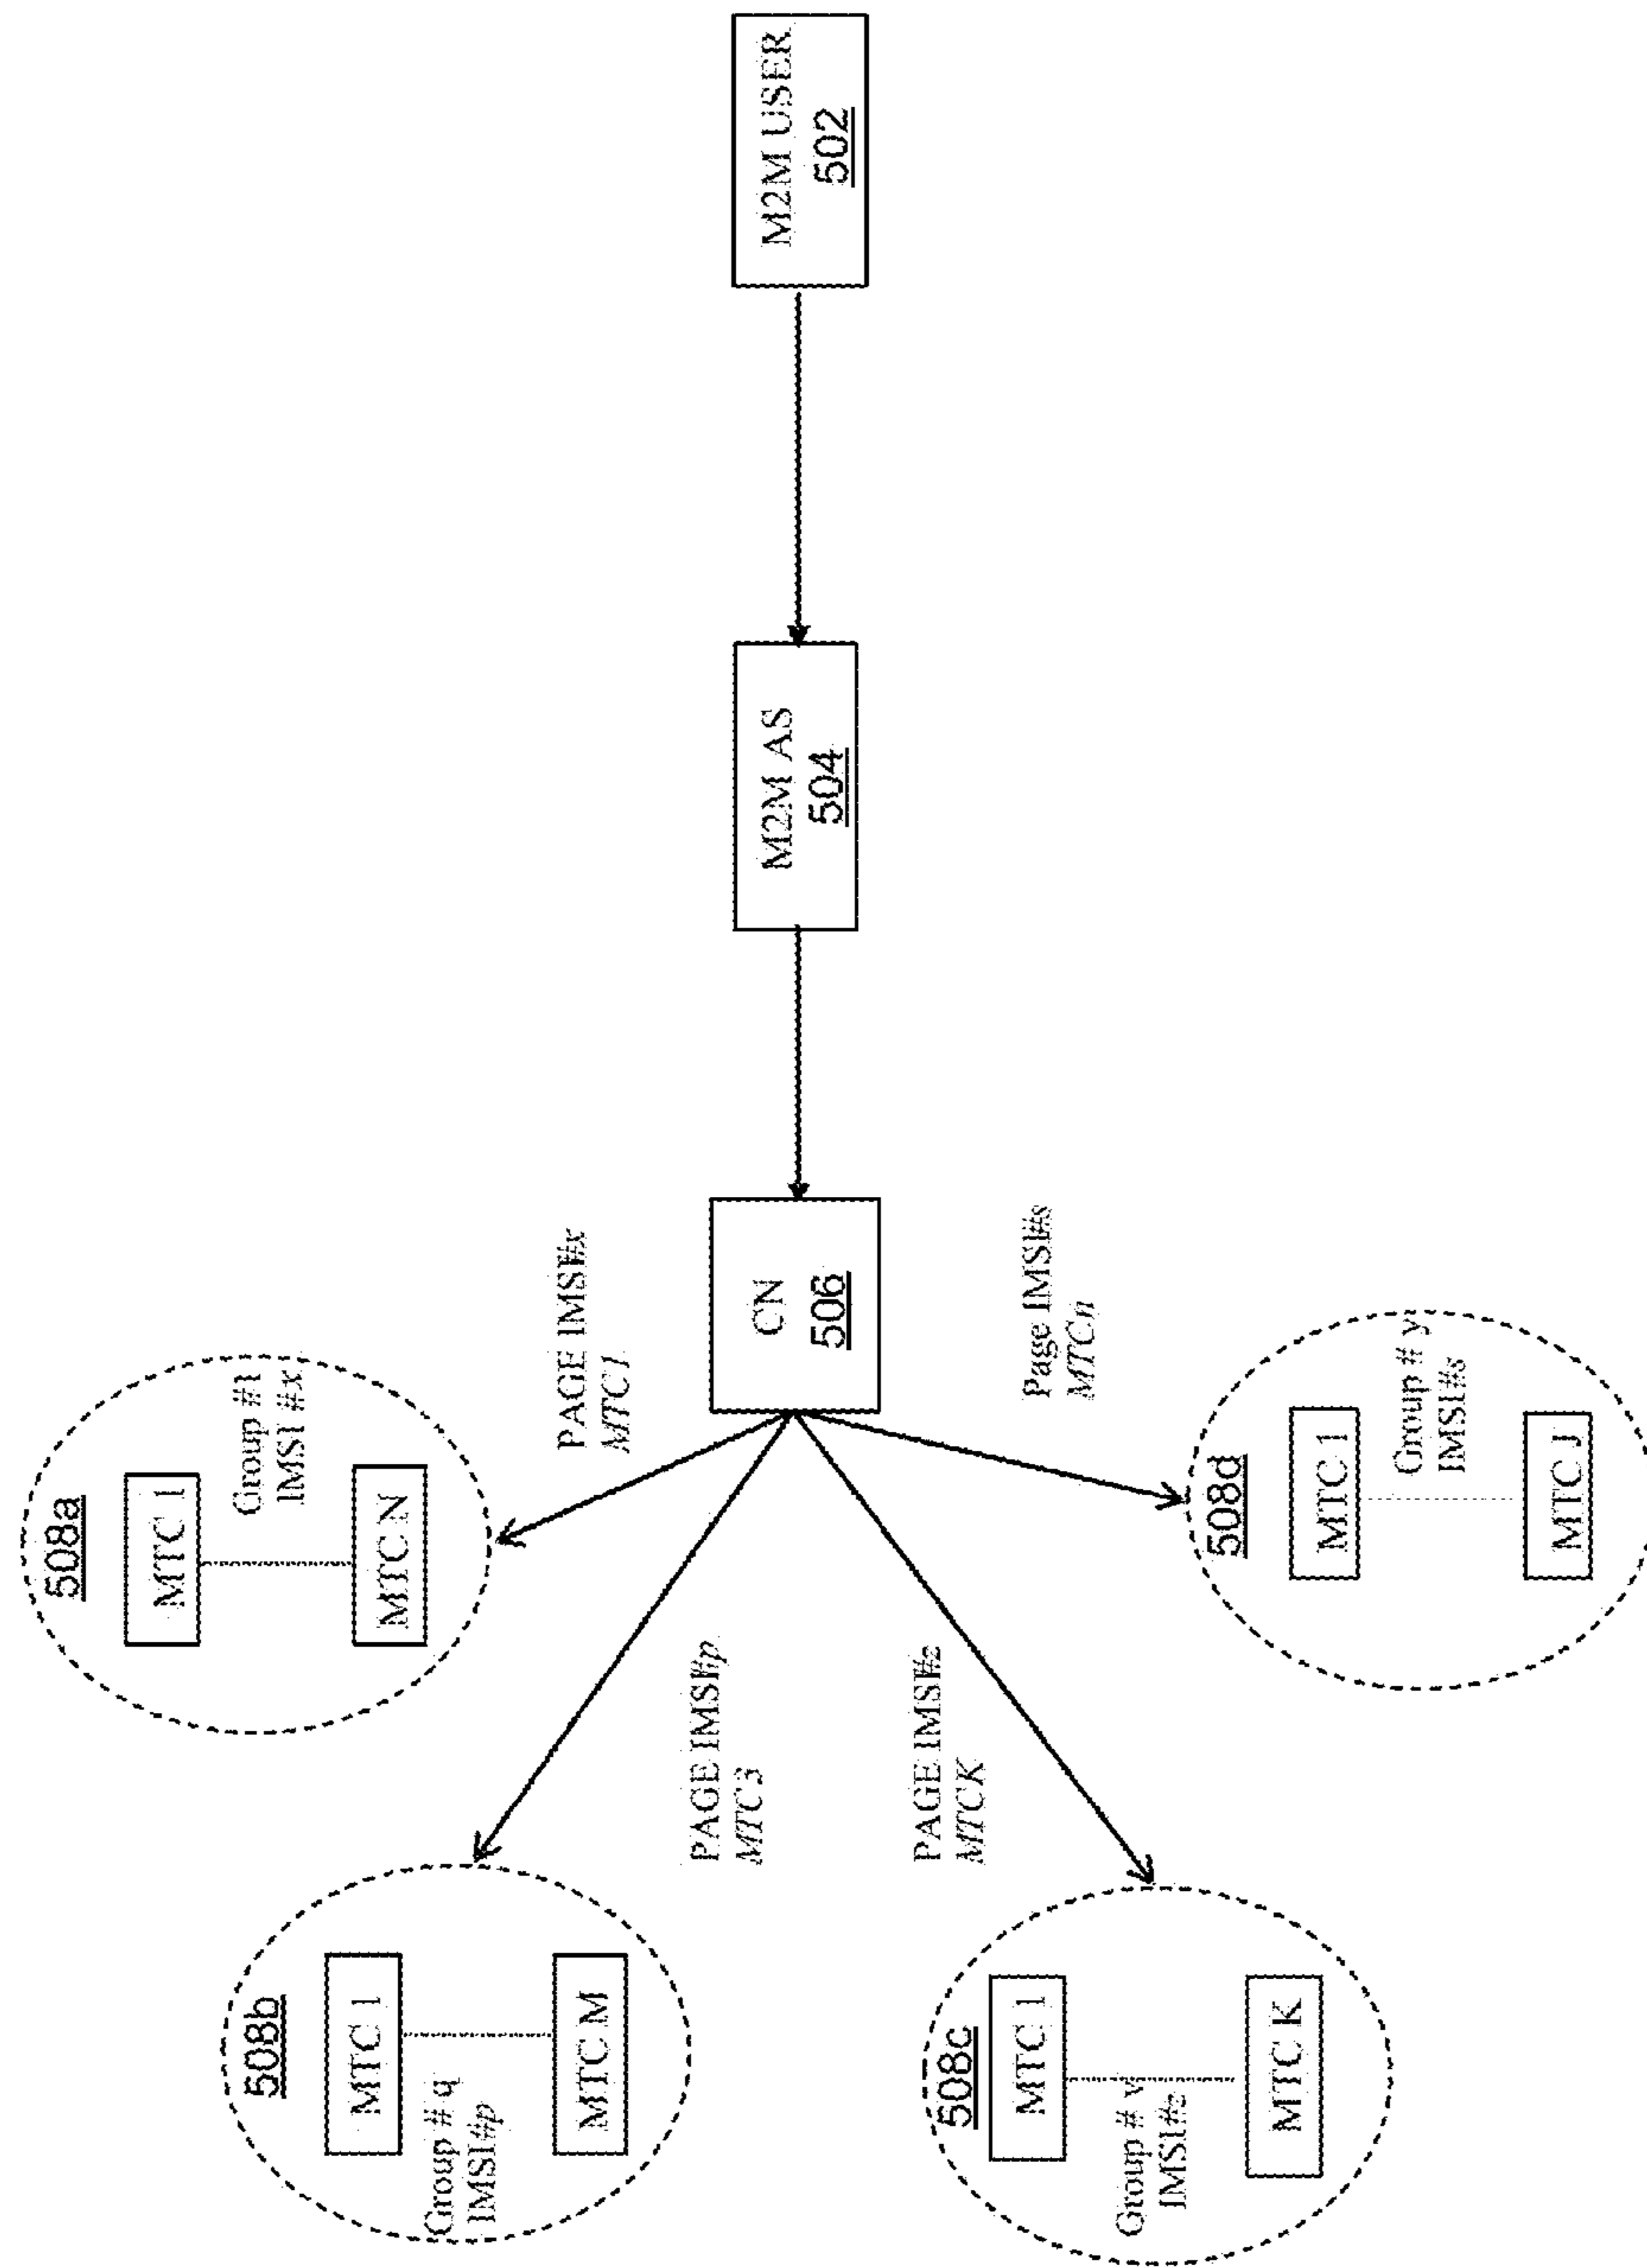 508a
MTC 1
Group #1
IMSI #x
MTC N
PAGE IMSI#x
MTC1
508b
MTC 1
Group # q
IMSI#p
MTC M
PAGE IMSI#p
MTC3
CN
506
M2M AS
504
M2M USER
502
PAGE IMSI#z
MTCK
508c
MTC 1
Group # v
IMSI#z
MTC K
Page IMSI#s
MTCn
508d
MTC 1
Group # y
IMSI#s
MTC J